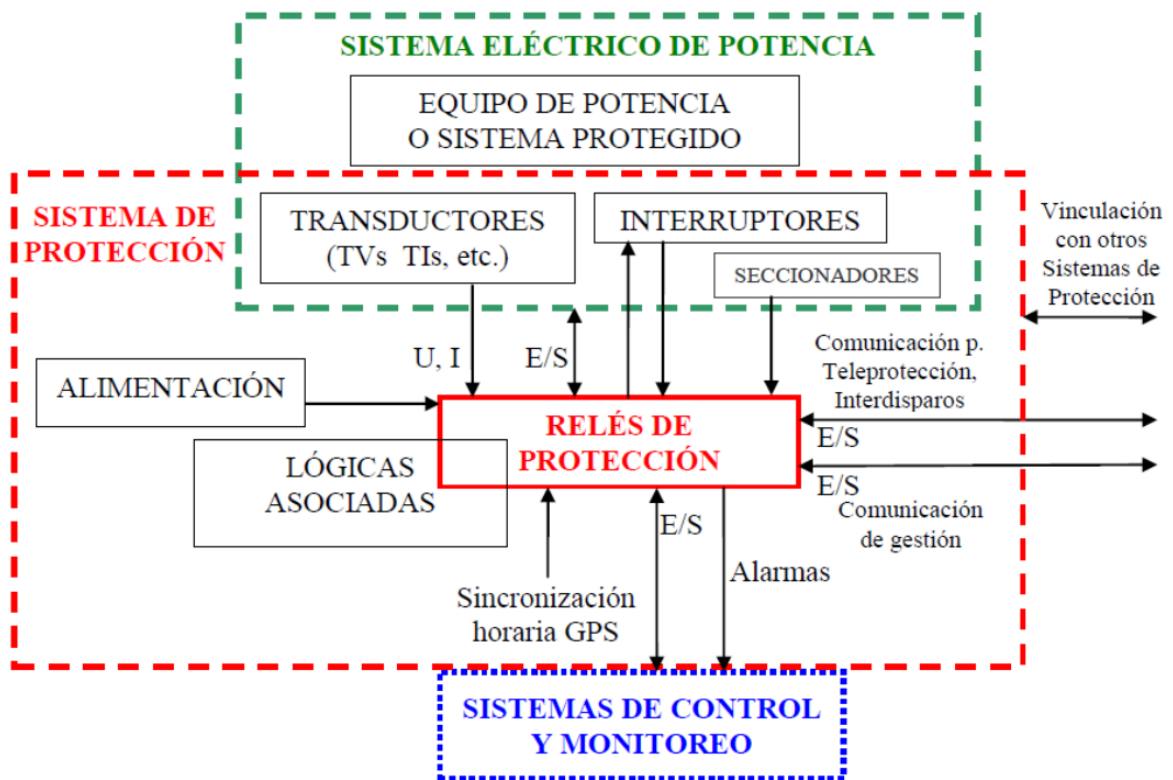 SISTEMA ELÉCTRICO DE POTENCIA
EQUIPO DE POTENCIA
O SISTEMA PROTEGIDO
SISTEMA DE
PROTECCIÓN
TRANSDUCTORES
(TVs TIs, etc.)
INTERRUPTORES
SECCIONADORES
Vinculación
con otros
Sistemas de
Protección
U, I
E/S
Comunicación p.
Teleprotección,
Interdisparos
E/S
ALIMENTACIÓN
RELÉS DE
PROTECCIÓN
LÓGICAS
ASOCIADAS
E/S
Comunicación
de gestión
E/S
Sincronización
horaria GPS
Alarmas
SISTEMAS DE CONTROL
Y MONITOREO